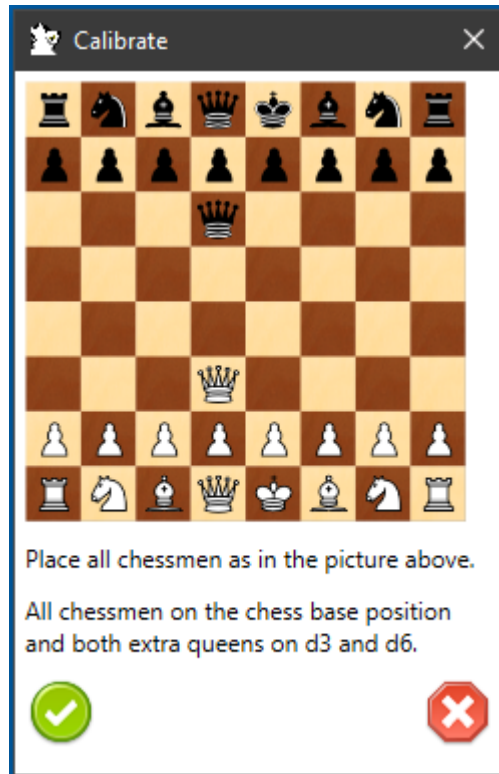 Calibrate
Place all chessmen as in the picture above.
All chessmen on the chess base position
and both extra queens on d3 and d6.